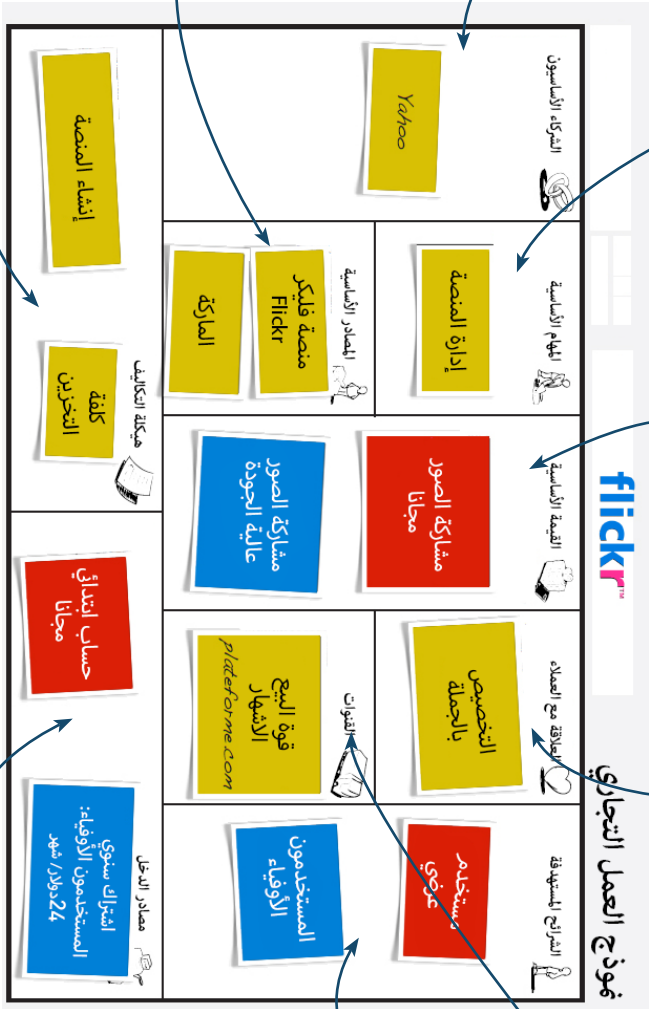 نموذج العمل التجاري
flickr™
الشركاء الأساسيون
Yahoo
المهام الأساسية
إدارة المنصة
المصادر الأساسية
منصة فليكر
Flickr
الماركة
القيمة الأساسية
مشاركة الصور
مجانا
مشاركة الصور
عالية الجودة
العلاقة مع العملاء
التخصيص
بالجملة
القنوات
قوة البيع
الاشهار
plateforme.com
الشرائح المستهدفة
مستخدم
عرضي
المستخدمون
الأوفياء
هيكلة التكاليف
إنشاء المنصة
كلفة
التخزين
مصادر الدخل
حساب ابتدائي
مجانا
اشتراك سنوي
المستخدمون الأوفياء:
24دولار/ شهر